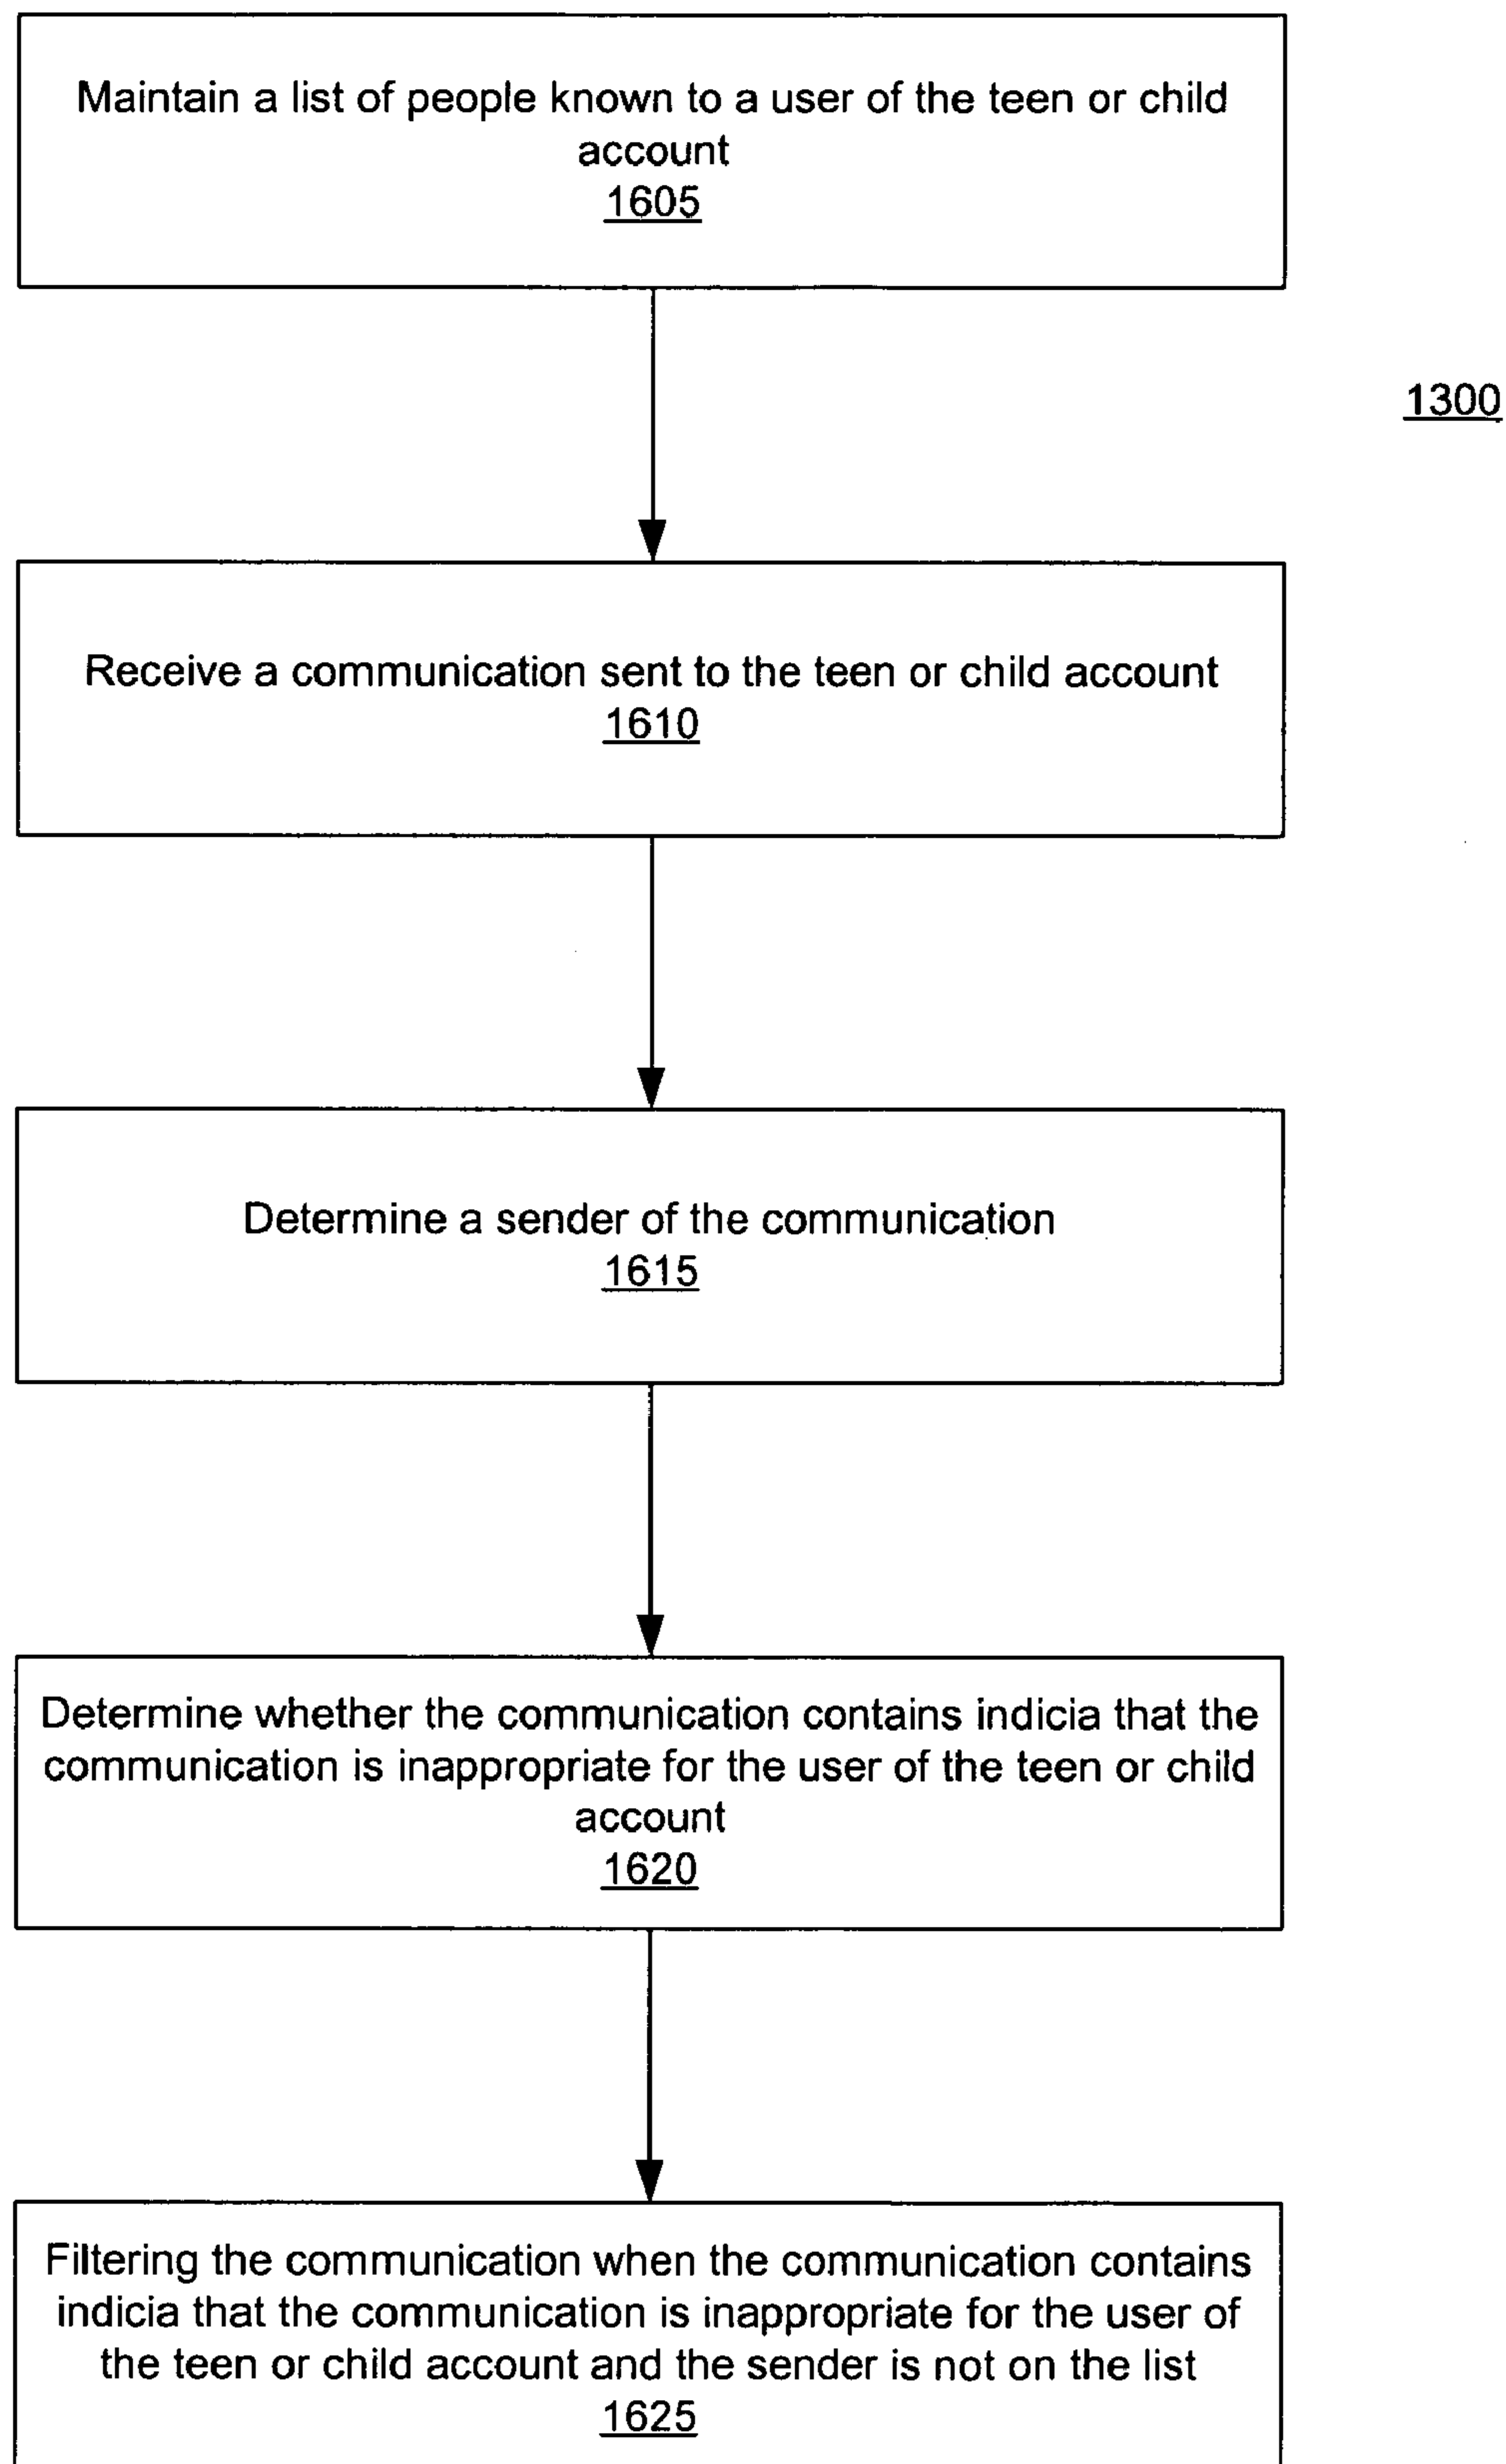 Maintain a list of people known to a user of the teen or child
account
1605
1300
Receive a communication sent to the teen or child account
1610
Determine a sender of the communication
1615
Determine whether the communication contains indicia that the
communication is inappropriate for the user of the teen or child
account
1620
Filtering the communication when the communication contains
indicia that the communication is inappropriate for the user of
the teen or child account and the sender is not on the list
1625